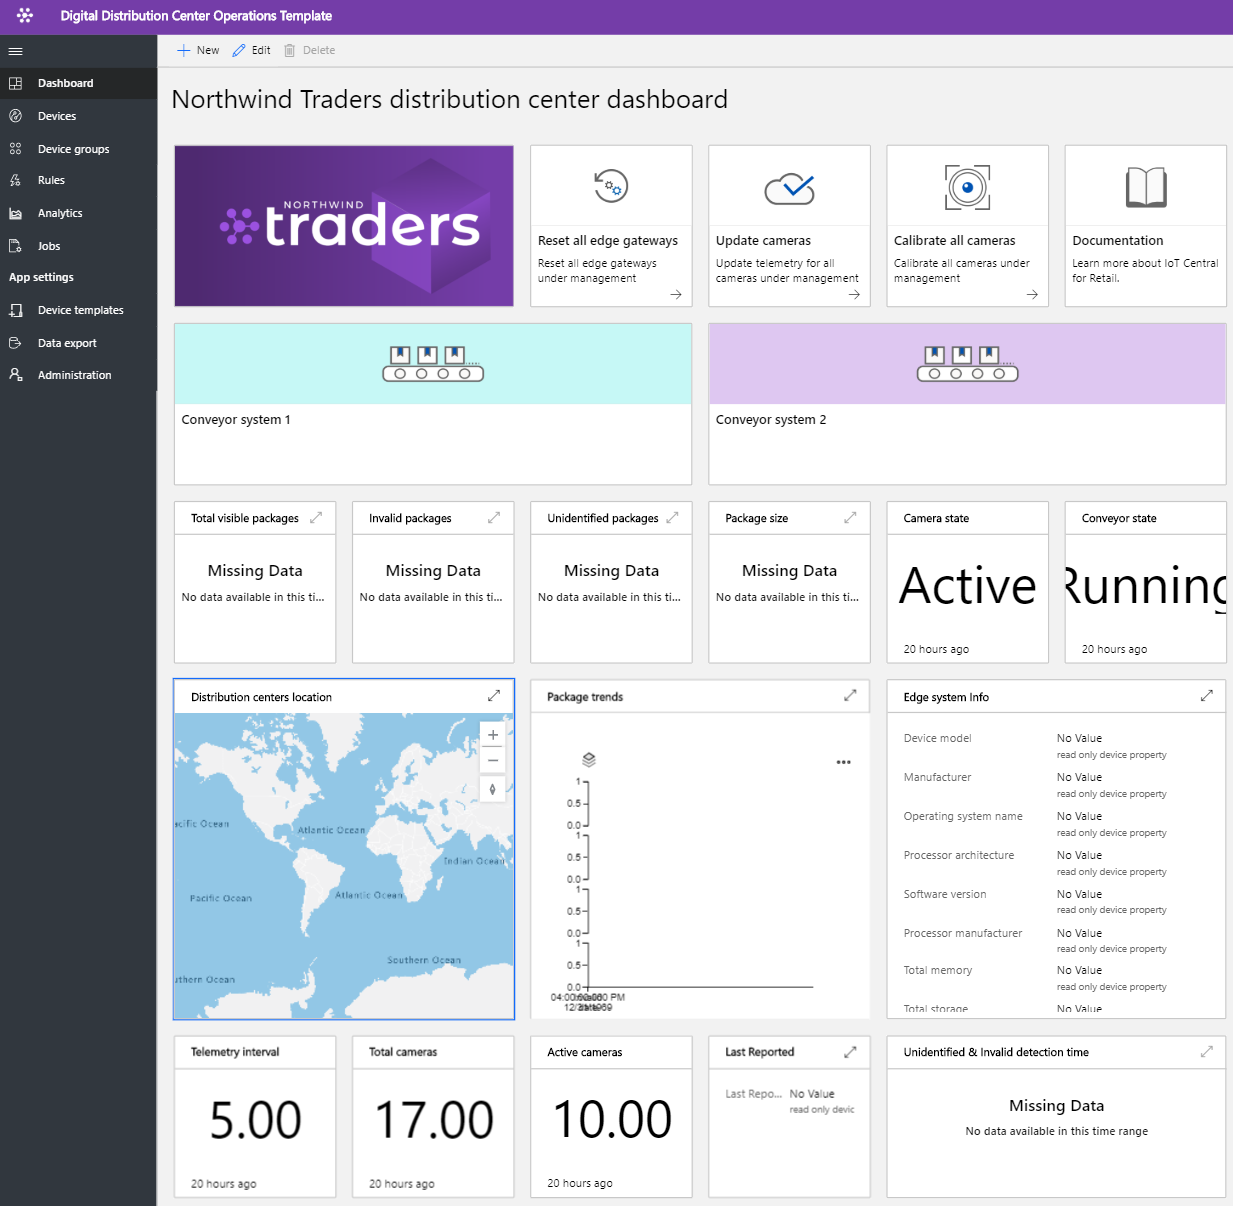 Digital Distribution Center Operations Template
New Edit Delete
Dashboard
Devices
Device groups
Rules
Analytics
Jobs
App settings
Device templates
Data export
Administration
Northwind Traders distribution center dashboard
NORTHWIND
traders
Reset all edge gateways
Reset all edge gateways
under management
Update cameras
Update telemetry for all
cameras under management
Calibrate all cameras
Calibrate all cameras under
management
Documentation
Learn more about IoT Central
for Retail.
Conveyor system 1
Conveyor system 2
Total visible packages
Missing Data
No data available in this ti...
Invalid packages
Missing Data
No data available in this ti...
Unidentified packages
Missing Data
No data available in this ti...
Package size
Missing Data
No data available in this ti...
Camera state
Active
20 hours ago
Conveyor state
Running
20 hours ago
Distribution centers location
acific Ocean
Atlantic Ocean
Indian Ocean
Pacific Ocean
Atlantic Ocean
Southern Ocean
uthern Ocean
Package trends
1
0.5
0.0
1
0.5
0.0
1
0.5
0.0
1
0.5
0.0
Edge system Info
Device model No Value
read only device property
Manufacturer No Value
read only device property
Operating system name No Value
read only device property
Processor architecture No Value
read only device property
Software version No Value
read only device property
Processor manufacturer No Value
read only device property
Total memory No Value
read only device property
Total storage No Value
Telemetry interval
5.00
20 hours ago
Total cameras
17.00
20 hours ago
Active cameras
10.00
20 hours ago
Last Reported
Last Repo... No Value
read only devic
Unidentified & Invalid detection time
Missing Data
No data available in this time range